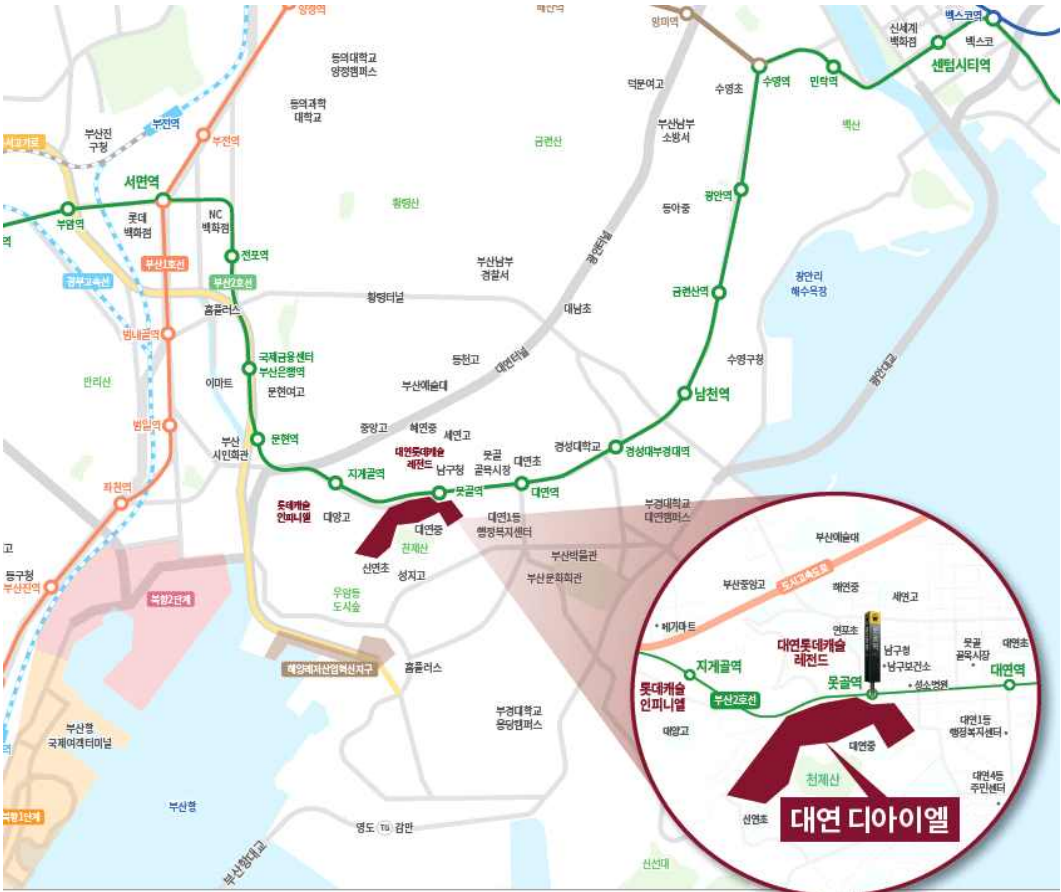 양정역
동의대학교
양정캠퍼스
동의과학
대학교
배산역
망미역
덕문여고
수영초
수영역
민락역
신세계
백화점
벡스코역
벡스코
센텀시티역
부산진
구청
부전역
부전역
금련산
부산남부
소방서
백산
서면역
부암역
롯데
백화점
NC
백화점
전포역
황령산
광안역
동아중
부산1호선
부산2호선
경부고속선
홈플러스
황령터널
부산남부
경찰서
광안터널
대남초
금련산역
광안리
해수욕장
범내골역
국제금융센터
부산은행역
이마트
문현여고
만리산
부산예술대
동천고
대연터널
수영구청
광안대교
남천역
범일역
부산
시민회관
문현역
중앙고
혜연중
세연고
대연롯데캐슬
레전드
남구청
못골
골목시장
대연초
경성대학교
경성대부경대역
좌천역
지게골역
못골역
대연역
롯데캐슬
인피니엘
대양고
대연중
천제산
신연초
성지고
대연1동
행정복지센터
부경대학교
대연캠퍼스
부산박물관
부산문화회관
동구청
부산진역
북항2단계
우암동
도시숲
해양레저산업혁신지구
홈플러스
부산항
국제여객터미널
부경대학교
용당캠퍼스
북항1단계
부산항
영도 TG 감만
부산항대교
신선대
부산예술대
도시고속도로
부산중앙고
해연중
세연고
메가마트
연포초
대연롯데캐슬
레전드
남구청
남구보건소
못골
골목시장
대연초
지게골역
못골역
성소병원
대연역
롯데캐슬
인피니엘
부산2호선
대양고
대연중
대연1동
행정복지센터
천제산
대연4동
주민센터
신연초
대연 디아이엘